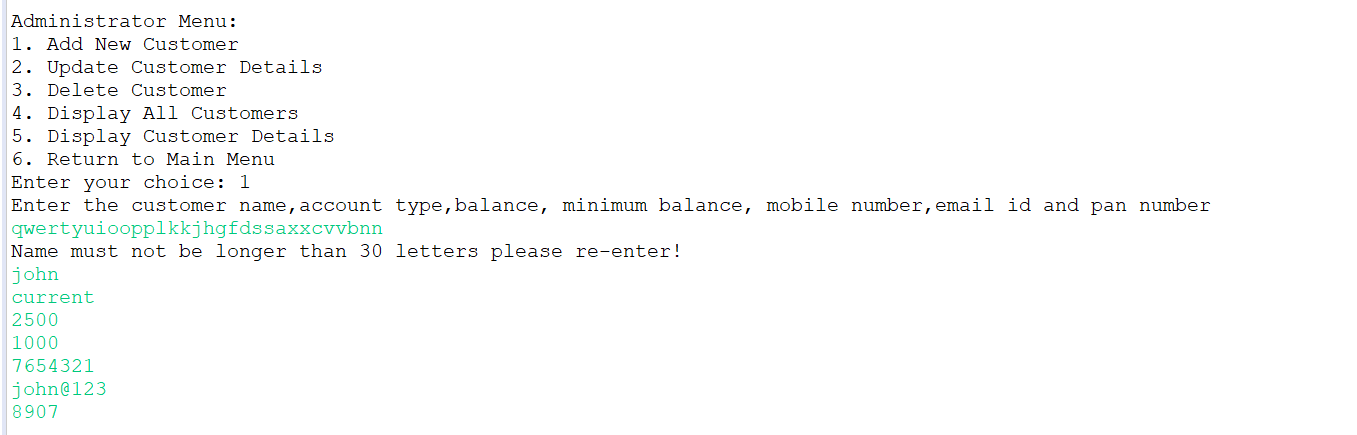 Administrator Menu:
1. Add New Customer
2. Update Customer Details
3. Delete Customer
4. Display All Customers
5. Display Customer Details
6. Return to Main Menu
Enter your choice: 1
Enter the customer name,account type,balance, minimum balance, mobile number,email id and pan number
qwertyuioopplkkjhgfdssaxxcvvbnn
Name must not be longer than 30 letters please re-enter!
john
current
2500
1000
7654321
john@123
8907